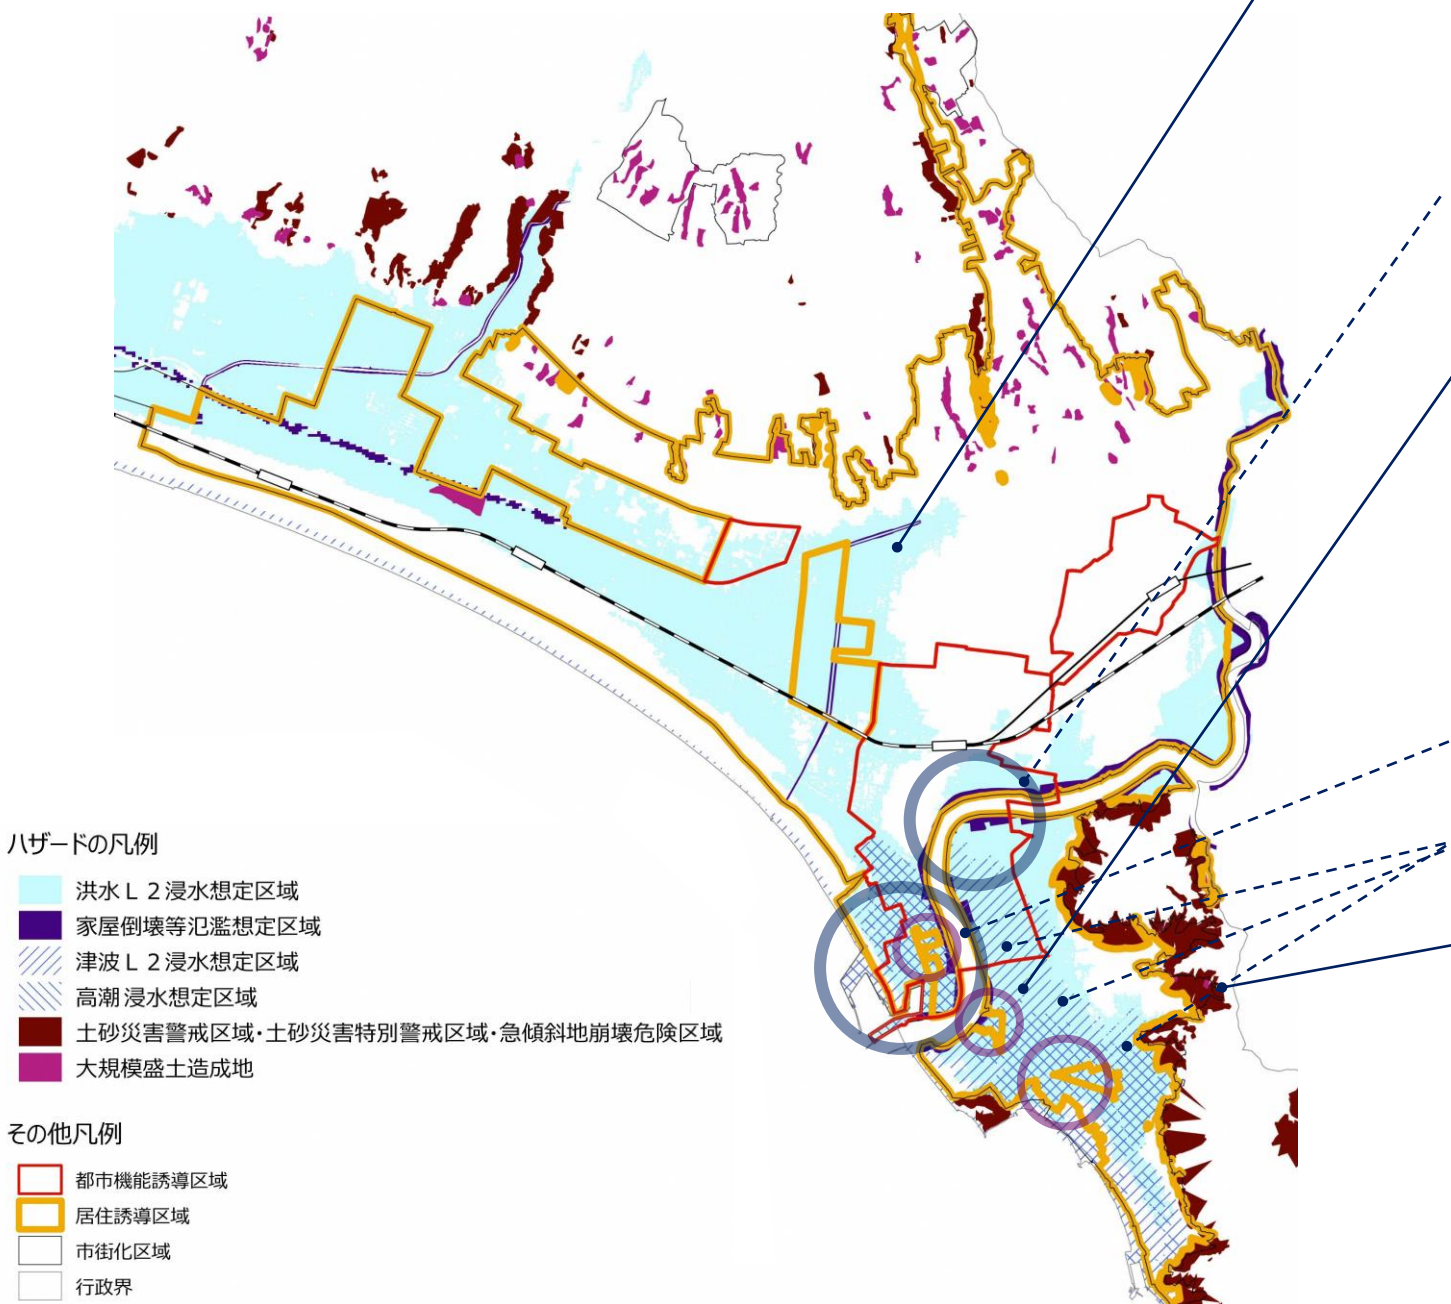 ハザードの凡例
洪水Ｌ２浸水想定区域
家屋倒壊等氾濫想定区域
津波Ｌ２浸水想定区域
高潮浸水想定区域
土砂災害警戒区域・土砂災害特別警戒区域・急傾斜地崩壊危険区域
大規模盛土造成地
その他凡例
都市機能誘導区域
居住誘導区域
市街化区域
行政界